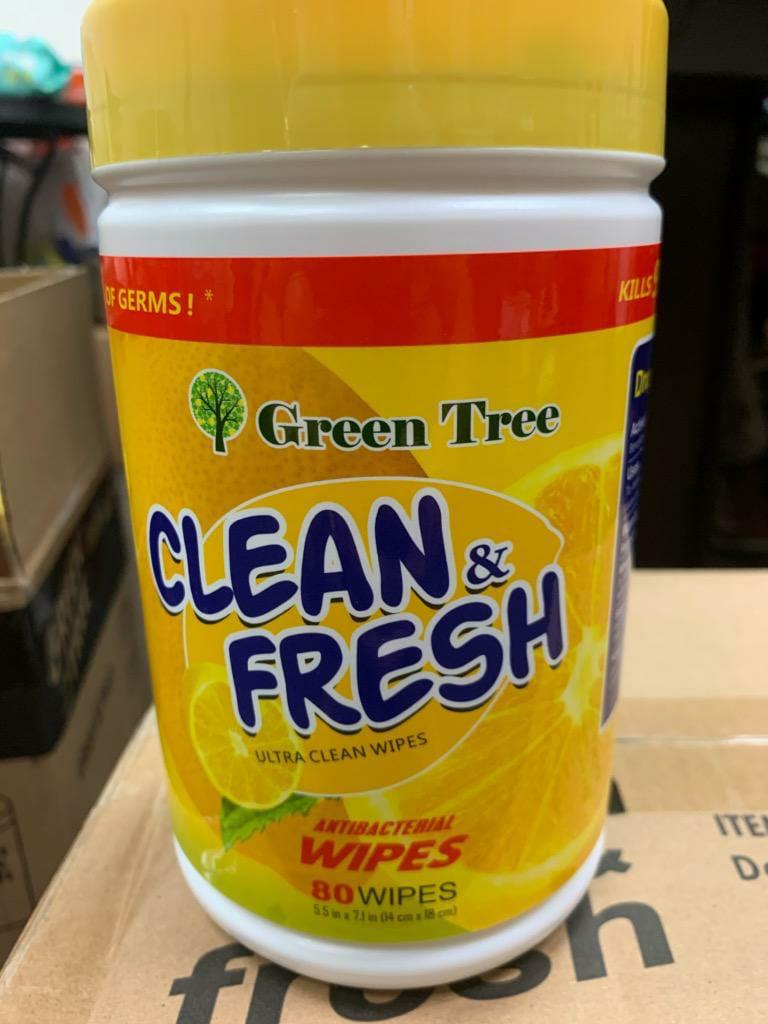 OF GERMS! *
KILLS
Green Tree
CLEAN &
FRESH
ULTRA CLEAN WIPES
ANTIBACTERIAL
WIPES
80 WIPES
5.5 in x 7.1 in (14 cm x 18 cm)
ITE
fresh